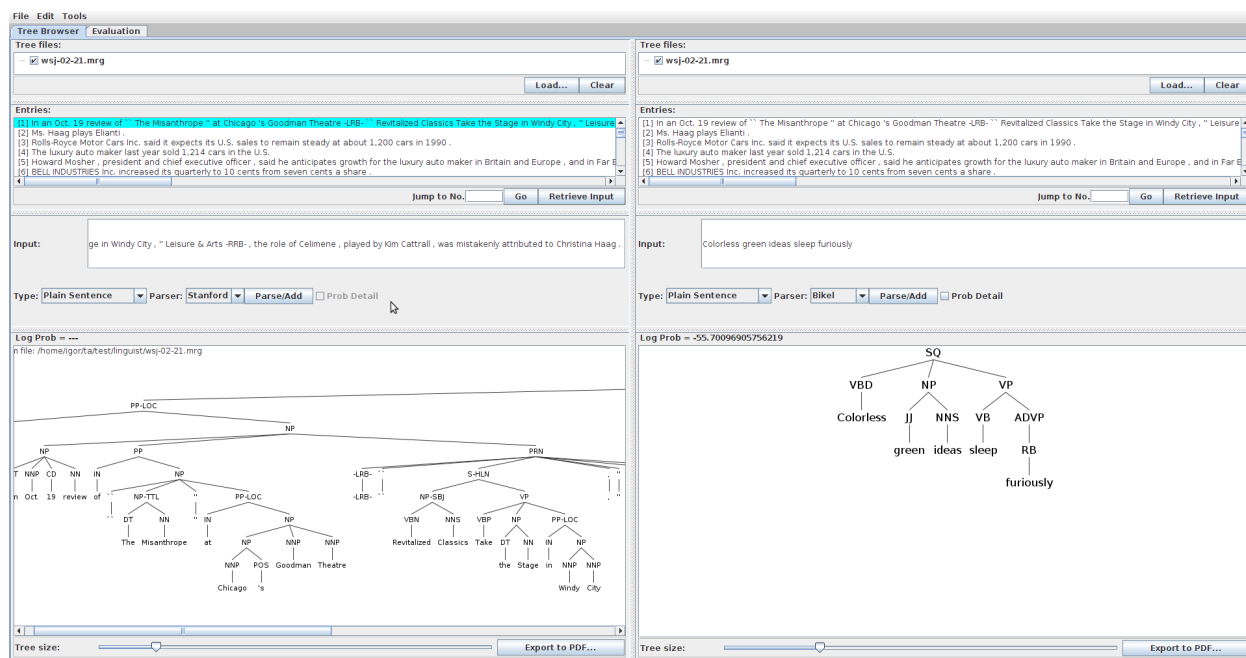 File Edit Tools
Tree Browser Evaluation
Tree files:
wsj-02-21.mrg
Load... Clear
Entries:
[1] In an Oct. 19 review of `` The Misanthrope '' at Chicago 's Goodman Theatre -LRB- `` Revitalized Classics Take the Stage in Windy City , '' Leisure
[2] Ms. Haag plays Elianti .
[3] Rolls-Royce Motor Cars Inc. said it expects its U.S. sales to remain steady at about 1,200 cars in 1990 .
[4] The luxury auto maker last year sold 1,214 cars in the U.S.
[5] Howard Mosher , president and chief executive officer , said he anticipates growth for the luxury auto maker in Britain and Europe , and in Far E
[6] BELL INDUSTRIES Inc. increased its quarterly to 10 cents from seven cents a share .
Jump to No. Go Retrieve Input
Input: ge in Windy City , '' Leisure & Arts -RRB- , the role of Celimene , played by Kim Cattrall , was mistakenly attributed to Christina Haag .
Type: Plain Sentence Parser: Stanford Parse/Add Prob Detail
Log Prob = ---
n file: /home/igor/ta/test/linguist/wsj-02-21.mrg
PP-LOC
NP
NP PP PRN
T NNP CD NN IN NP -LRB- `` S-HLN , ''
n Oct. 19 review of `` NP-TTL '' PP-LOC -LRB- `` NP-SBJ VP , ''
`` DT NN '' IN NP VBN NNS VBP NP PP-LOC
The Misanthrope at NP NNP NNP Revitalized Classics Take DT NN IN NP
NNP POS Goodman Theatre the Stage in NNP NNP
Chicago 's Windy City
Tree size: Export to PDF...
Tree files:
wsj-02-21.mrg
Load... Clear
Entries:
[1] In an Oct. 19 review of `` The Misanthrope '' at Chicago 's Goodman Theatre -LRB- `` Revitalized Classics Take the Stage in Windy City , '' Leisure
[2] Ms. Haag plays Elianti .
[3] Rolls-Royce Motor Cars Inc. said it expects its U.S. sales to remain steady at about 1,200 cars in 1990 .
[4] The luxury auto maker last year sold 1,214 cars in the U.S.
[5] Howard Mosher , president and chief executive officer , said he anticipates growth for the luxury auto maker in Britain and Europe , and in Far E
[6] BELL INDUSTRIES Inc. increased its quarterly to 10 cents from seven cents a share .
Jump to No. Go Retrieve Input
Input: Colorless green ideas sleep furiously
Type: Plain Sentence Parser: Bikel Parse/Add Prob Detail
Log Prob = -55.70096905756219
SQ
VBD NP VP
Colorless JJ NNS VB ADVP
green ideas sleep RB
furiously
Tree size: Export to PDF...